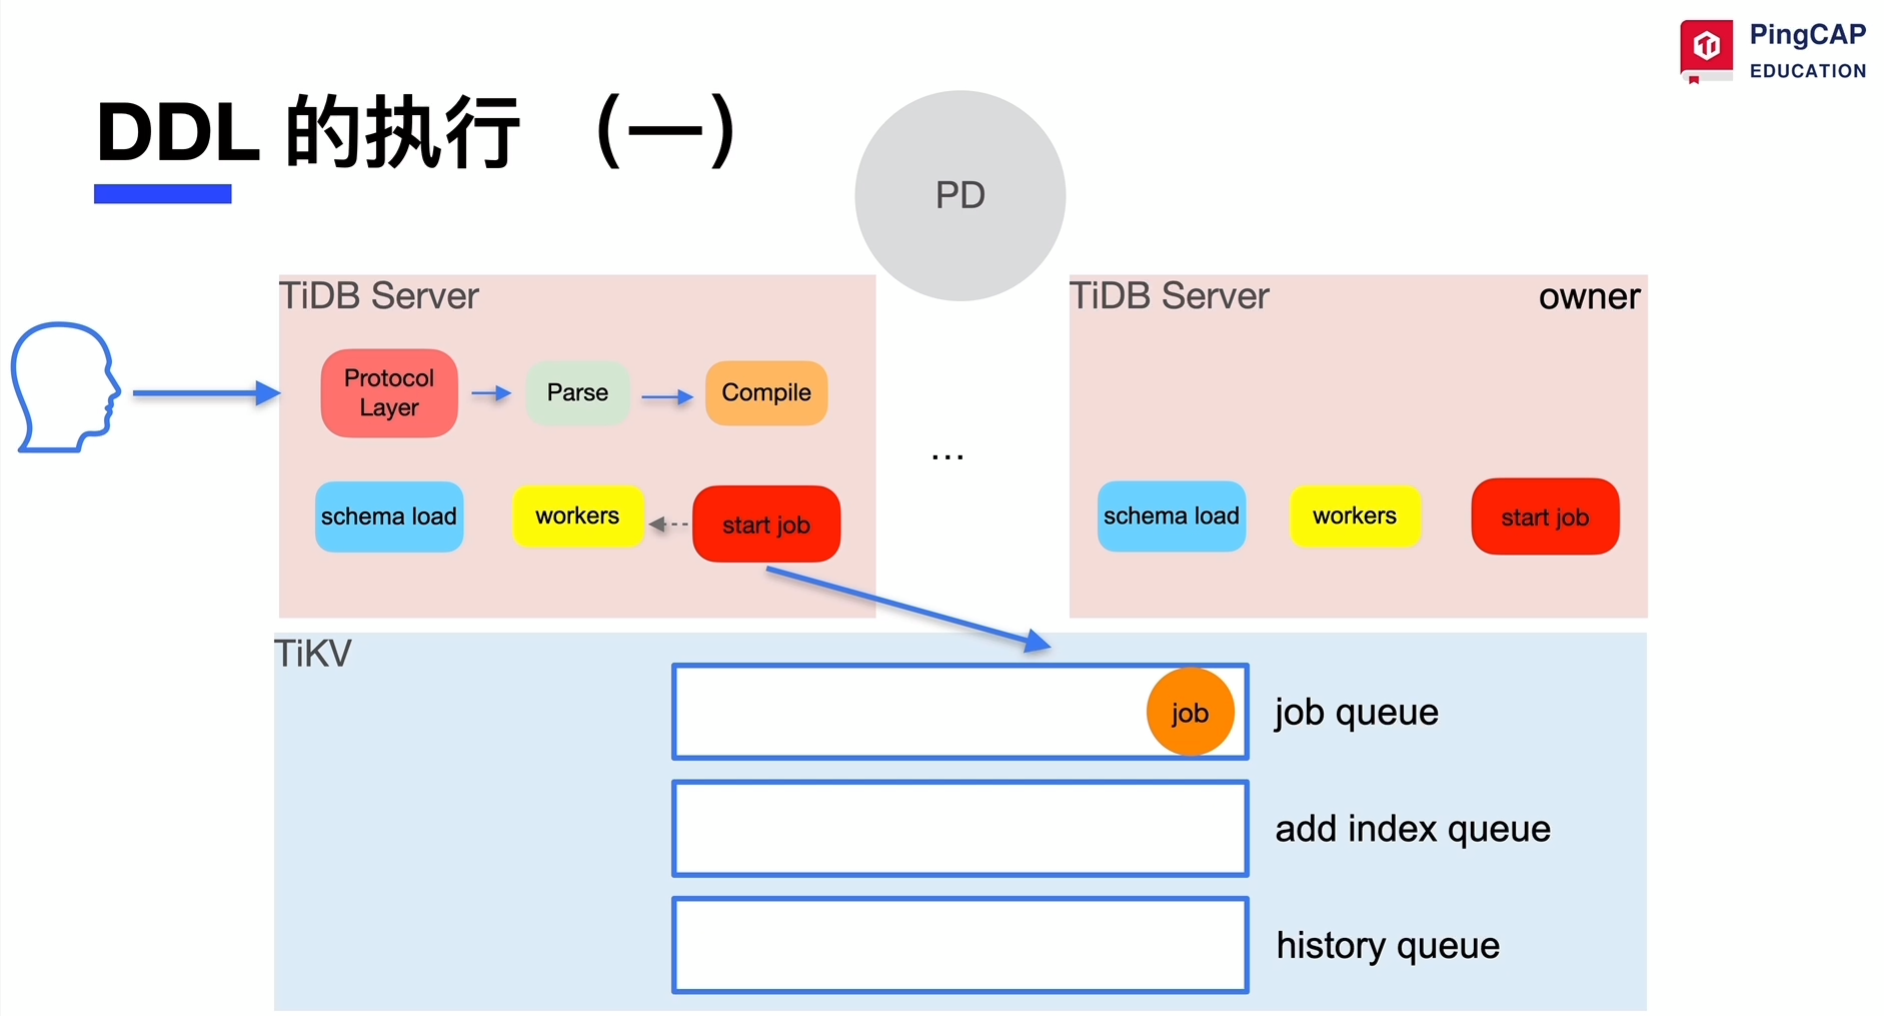 PingCAP
EDUCATION
DDL 的执行 （一）
PD
TiDB Server
Protocol
Layer
Parse
Compile
schema load
workers
start job
...
TiDB Server
owner
schema load
workers
start job
TiKV
job
job queue
add index queue
history queue